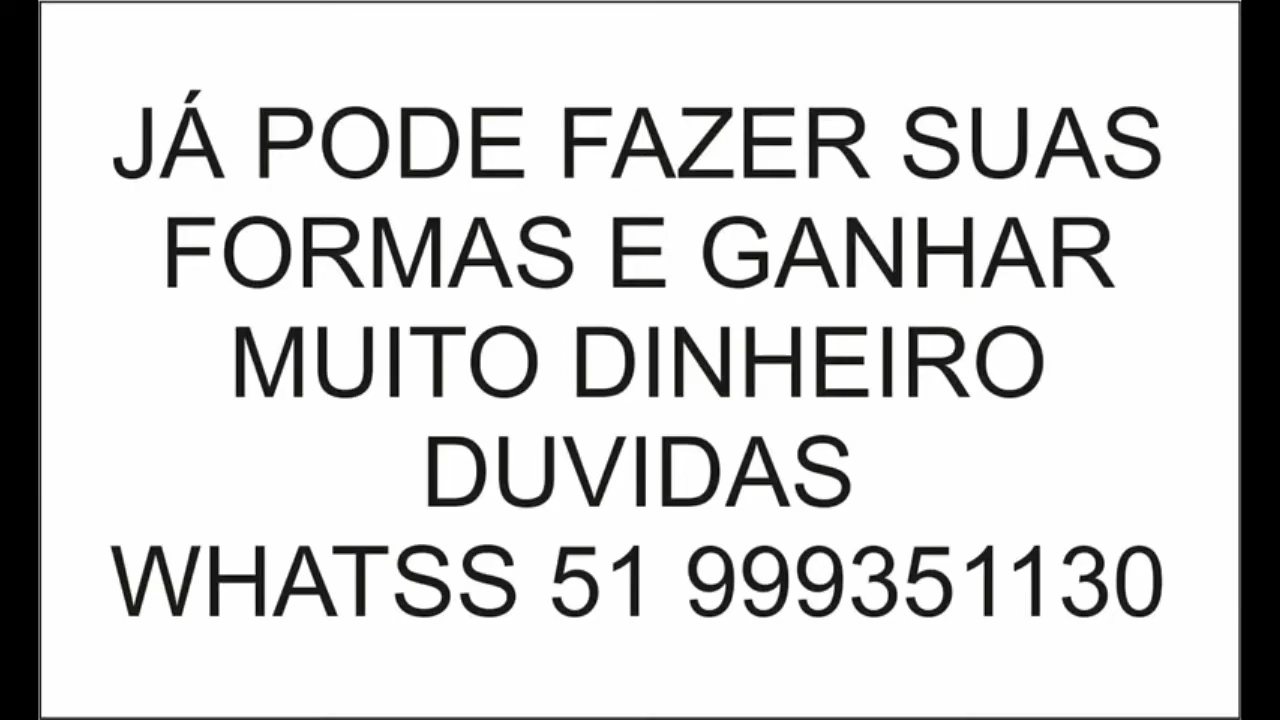 JÁ PODE FAZER SUAS
FORMAS E GANHAR
MUITO DINHEIRO
DUVIDAS
WHATSS 51 999351130